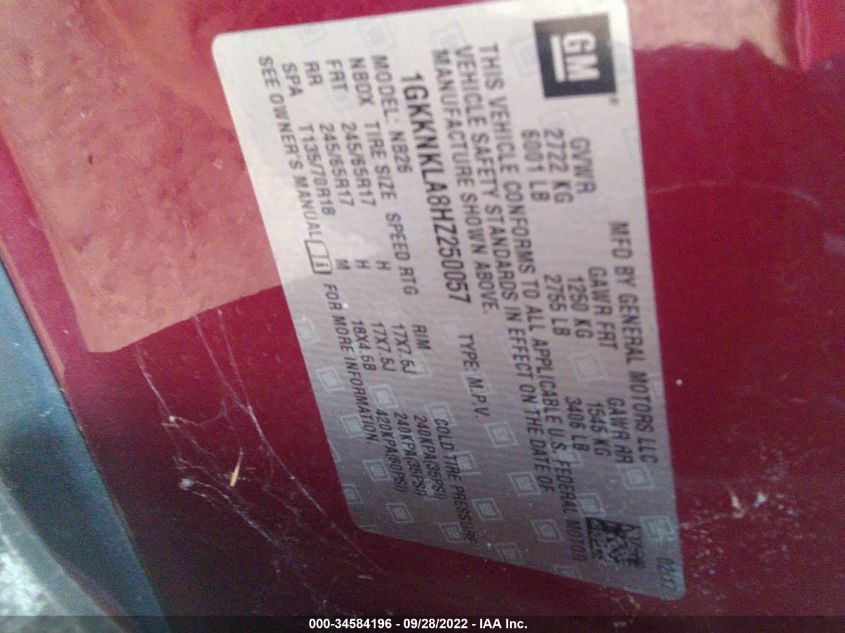 GM
MFD BY GENERAL MOTORS LLC 02/17
GVWR GAWR FRT GAWR RR
2722 KG 1250 KG 1545 KG
6001 LB 2755 LB 3406 LB
THIS VEHICLE CONFORMS TO ALL APPLICABLE U.S. FEDERAL MOTOR
VEHICLE SAFETY STANDARDS IN EFFECT ON THE DATE OF
MANUFACTURE SHOWN ABOVE.
1GKKNKLA8HZ250057 TYPE: M.P.V.
MODEL: NB26
NBDX TIRE SIZE SPEED RTG RIM COLD TIRE PRESSURE
FRT 245/65R17 H 17X7.5J 240KPA(35PSI)
RR 245/65R17 H 17X7.5J 240KPA(35PSI)
SPA T135/70R18 M 18X4.5B 420KPA(60PSI)
SEE OWNER'S MANUAL FOR MORE INFORMATION
000-34584196 - 09/28/2022 - IAA Inc.